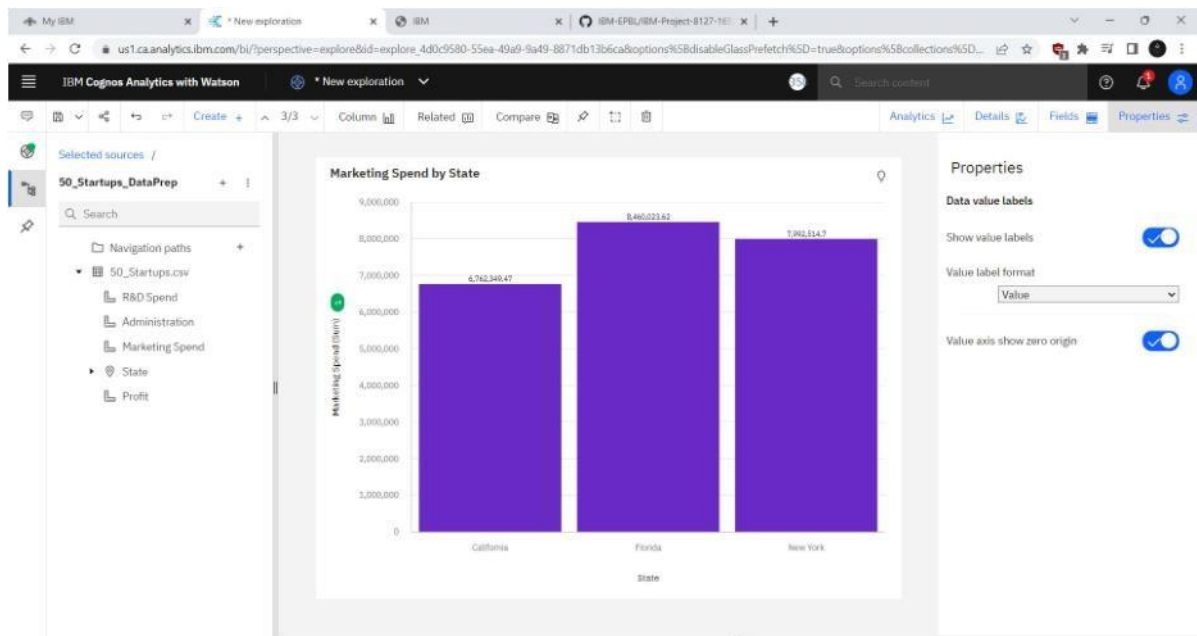 My IBM
* New exploration
IBM
IBM-EPBL/IBM-Project-8127-165
us1.ca.analytics.ibm.com/bi/?perspective=explore&id=explore_4d0c9580-55ea-49a9-9a49-8871db13b6ca&options%5BdisableGlassPrefetch%5D=true&options%5Bcollections%5D...
IBM Cognos Analytics with Watson
* New exploration
Search content
Create +
3/3
Column
Related
Compare
Analytics
Details
Fields
Properties
Selected sources /
50_Startups_DataPrep
Search
Navigation paths
50_Startups.csv
R&D Spend
Administration
Marketing Spend
State
Profit
Marketing Spend by State
9,000,000
8,000,000
7,000,000
6,000,000
5,000,000
4,000,000
3,000,000
2,000,000
1,000,000
0
Marketing Spend (Sum)
6,762,349.47
8,460,023.62
7,992,514.7
California
Florida
New York
State
Properties
Data value labels
Show value labels
Value label format
Value
Value axis show zero origin